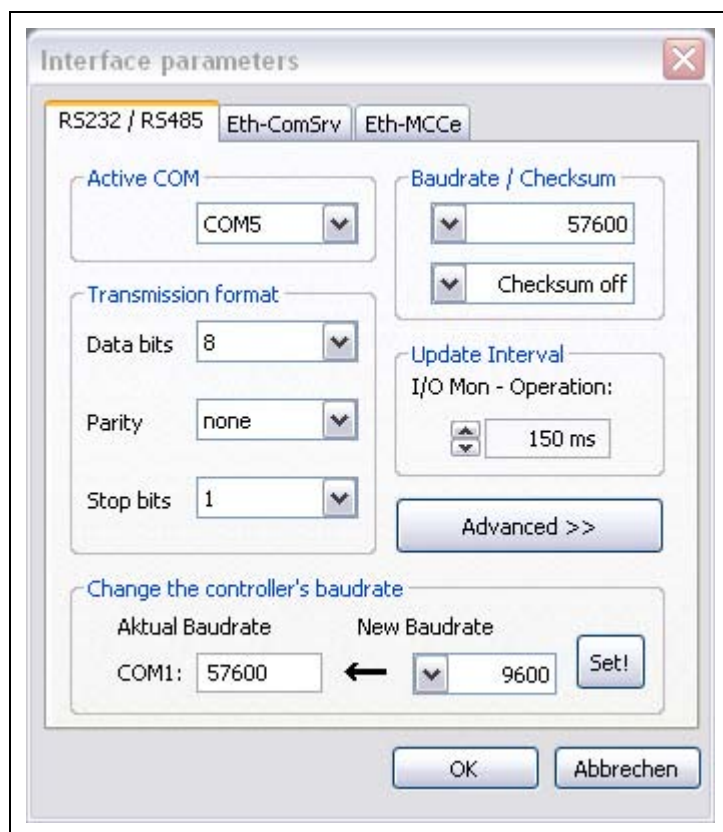 Interface parameters
RS232 / RS485 Eth-ComSrv Eth-MCCe
Active COM
COM5
Baudrate / Checksum
57600
Checksum off
Transmission format
Data bits 8
Parity none
Stop bits 1
Update Interval
I/O Mon - Operation:
150 ms
Advanced >>
Change the controller's baudrate
Aktual Baudrate New Baudrate
COM1: 57600 ← 9600 Set!
OK Abbrechen